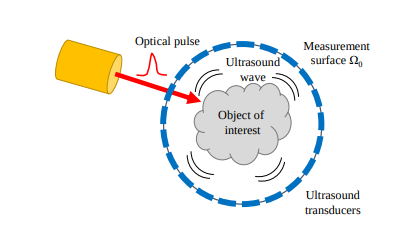 Optical pulse
Measurement
surface Ω₀
Ultrasound
wave
Object of
interest
Ultrasound
transducers